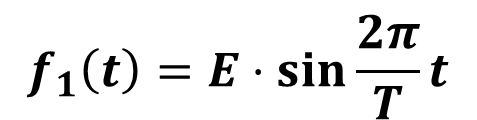 f₁(t) = E · sin 2π/T t